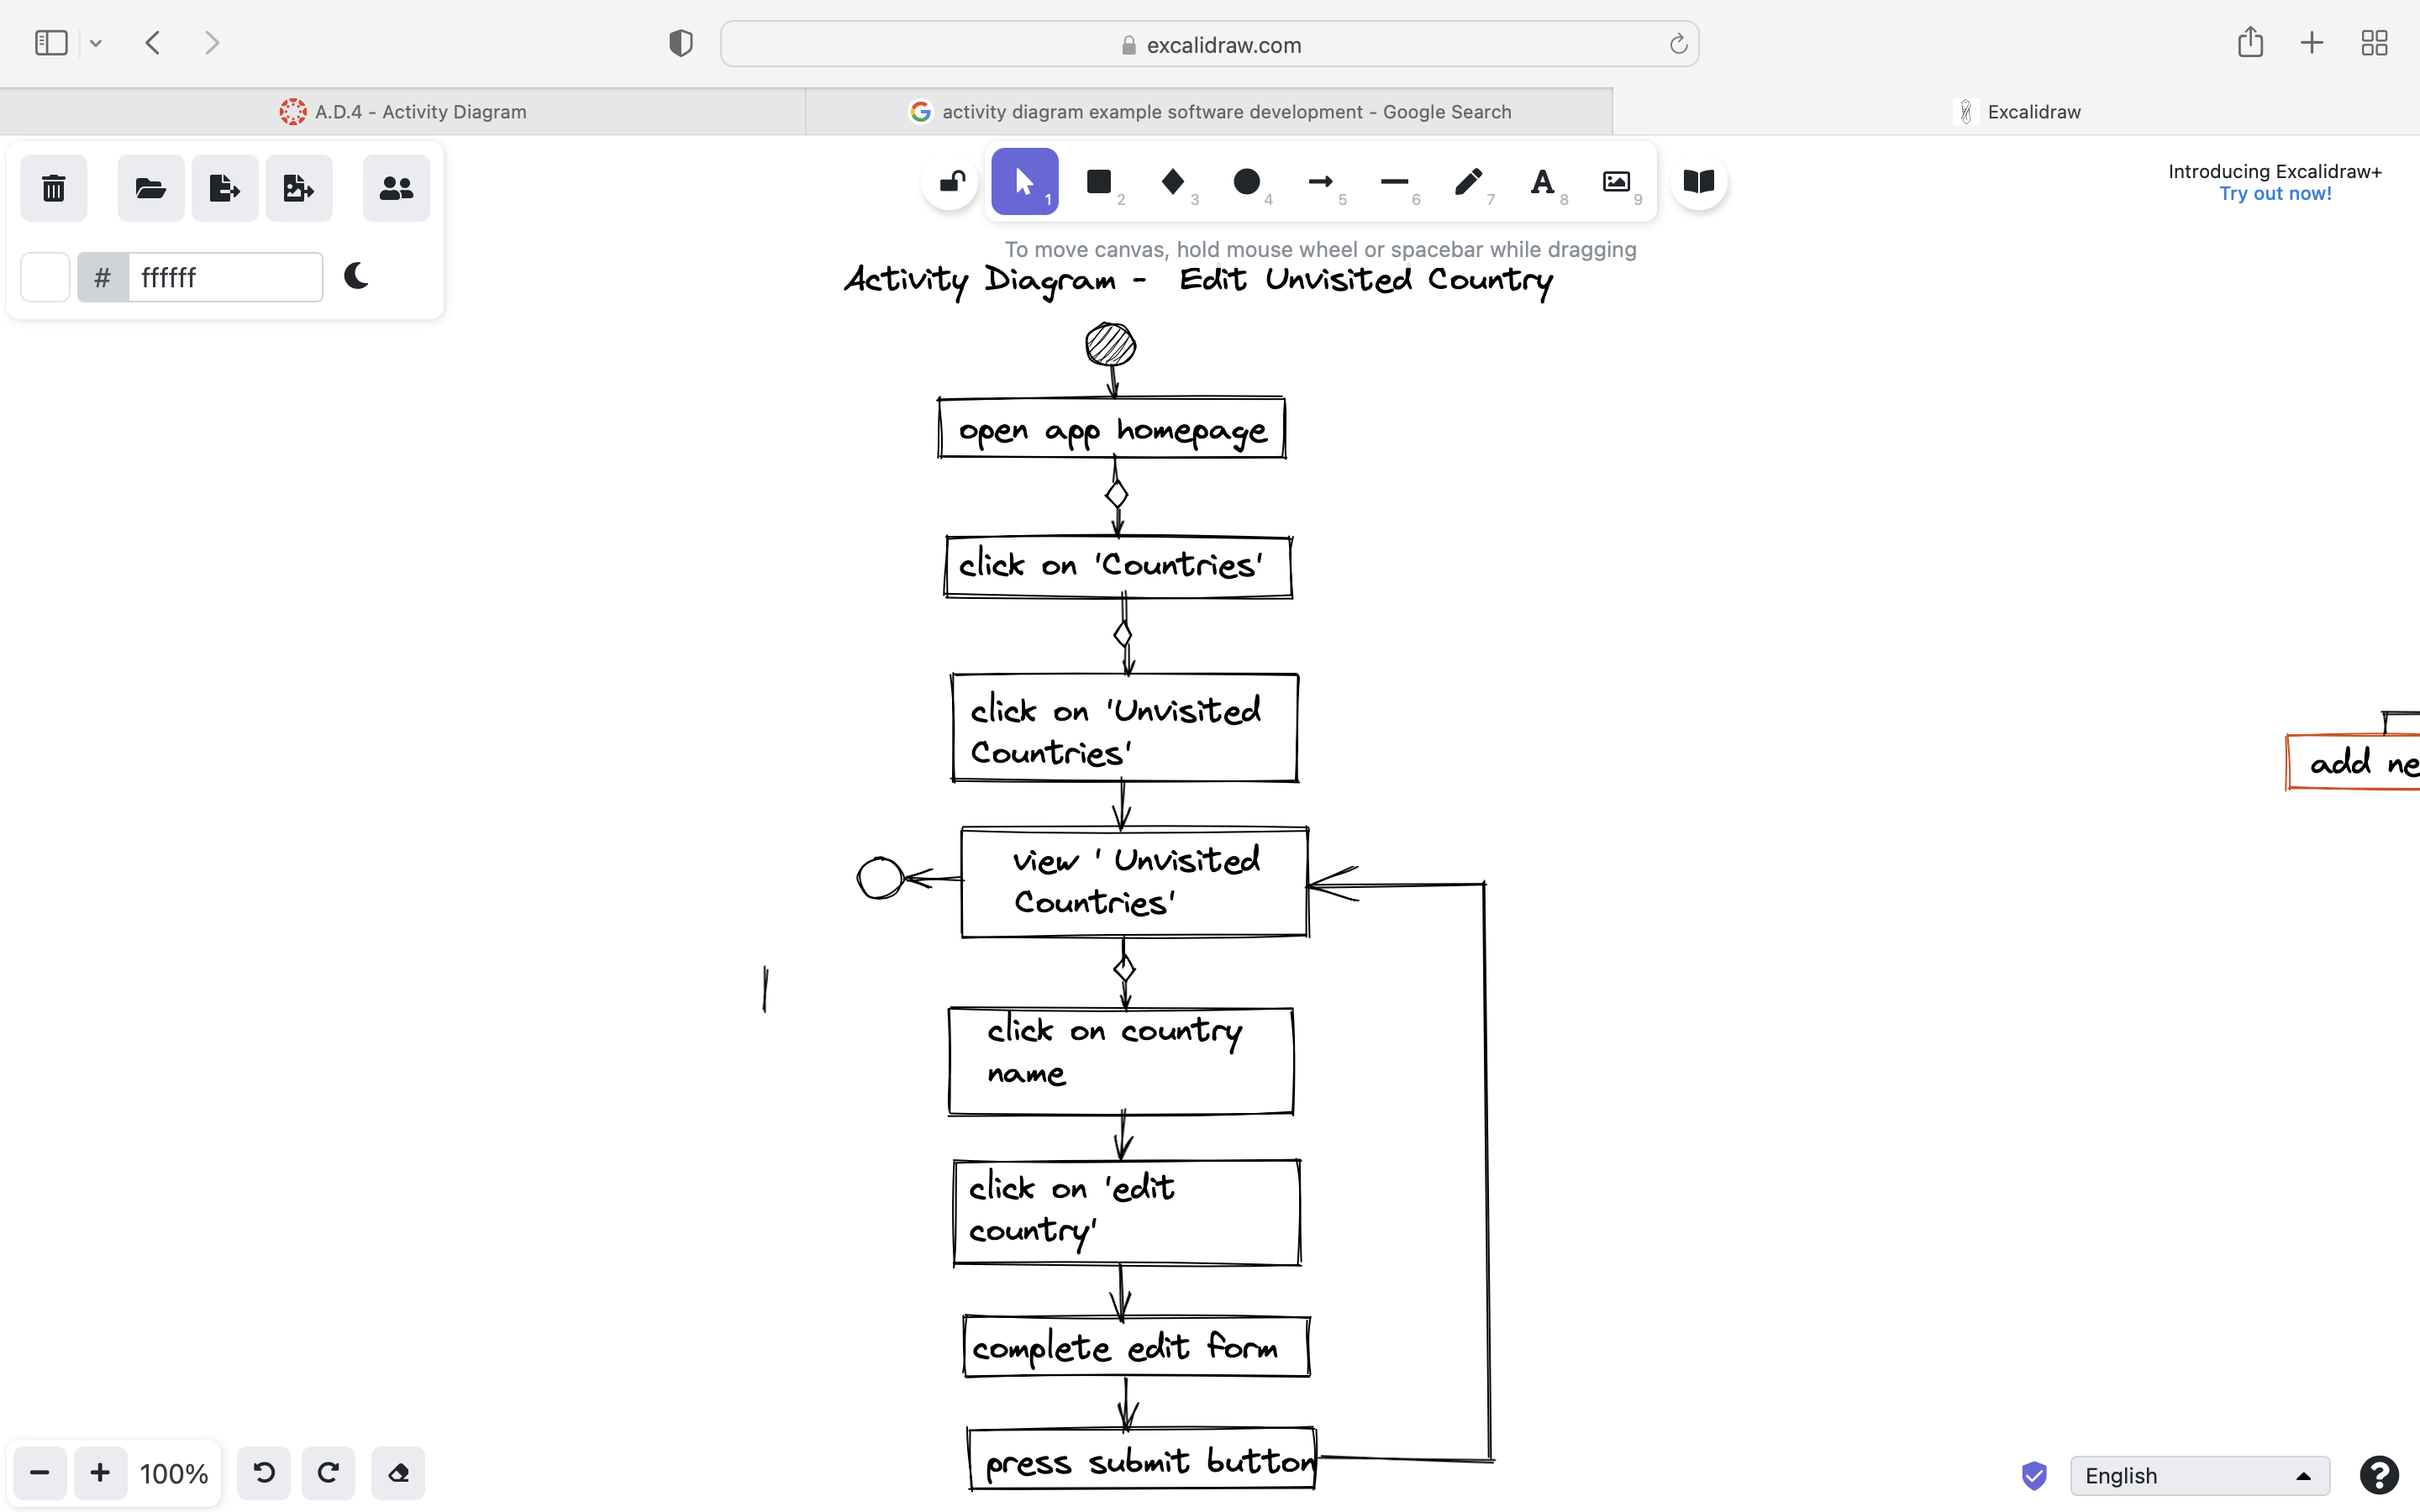 excalidraw.com
A.D.4 - Activity Diagram
activity diagram example software development - Google Search
Excalidraw
1
2
3
4
5
6
7
A
8
9
Introducing Excalidraw+
Try out now!
To move canvas, hold mouse wheel or spacebar while dragging
# ffffff
Activity Diagram - Edit Unvisited Country
open app homepage
click on 'Countries'
click on 'Unvisited
Countries'
add ne
view ' Unvisited
Countries'
click on country
name
click on 'edit
country'
complete edit form
press submit button
100%
English
?